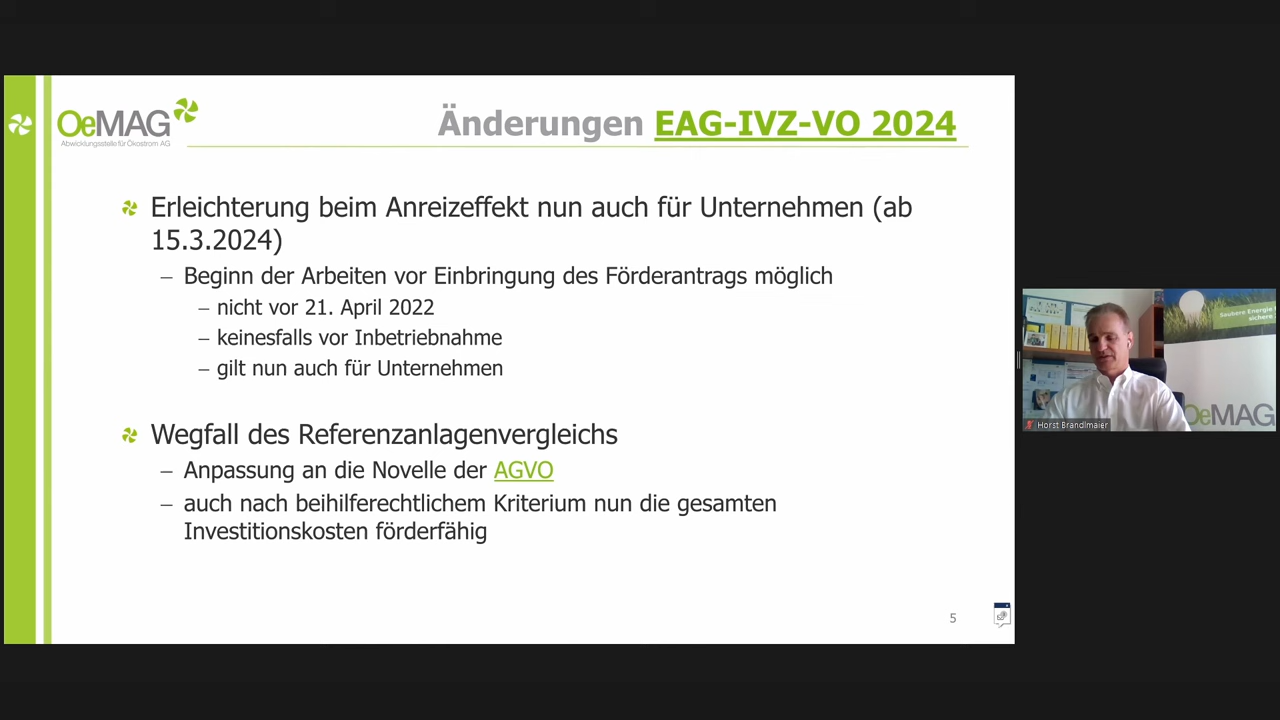 OeMAG
Abwicklungsstelle für Ökostrom AG
Änderungen EAG-IVZ-VO 2024
Erleichterung beim Anreizeffekt nun auch für Unternehmen (ab
15.3.2024)
– Beginn der Arbeiten vor Einbringung des Förderantrags möglich
– nicht vor 21. April 2022
– keinesfalls vor Inbetriebnahme
– gilt nun auch für Unternehmen
Wegfall des Referenzanlagenvergleichs
– Anpassung an die Novelle der AGVO
– auch nach beihilferechtlichem Kriterium nun die gesamten
Investitionskosten förderfähig
5
Saubere Energie
sichere
OeMAG
Horst Brandlmaier